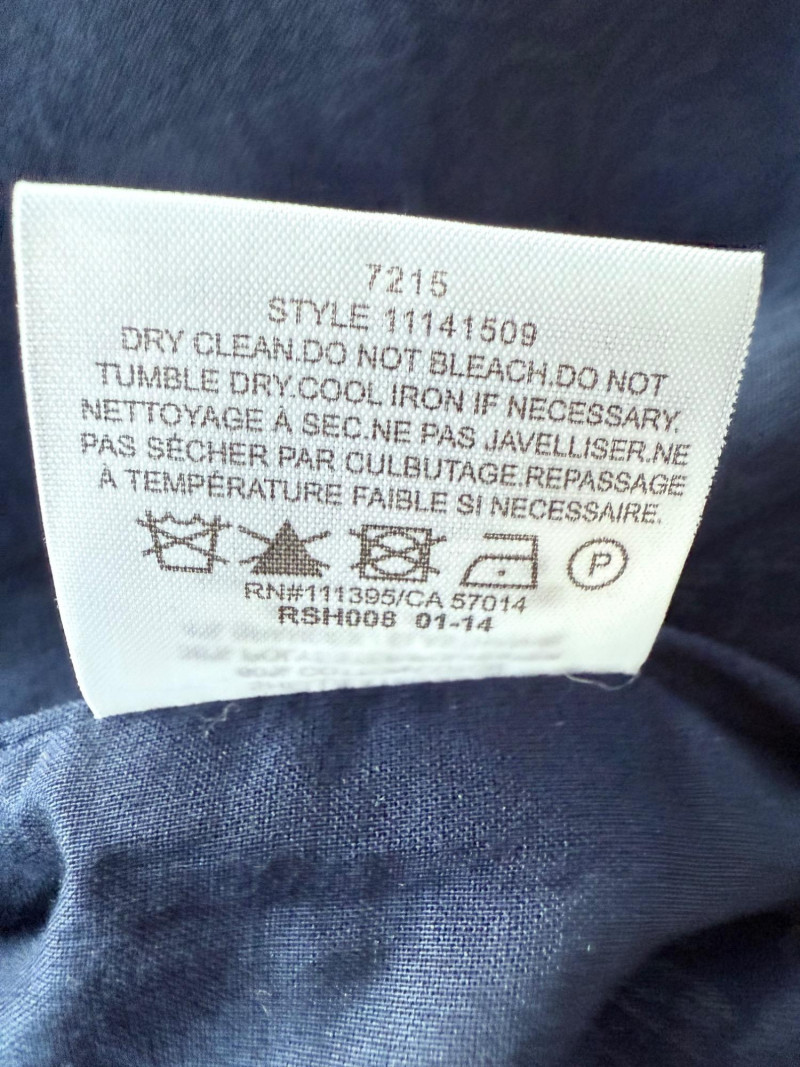 7215
STYLE 11141509
DRY CLEAN.DO NOT BLEACH.DO NOT
TUMBLE DRY.COOL IRON IF NECESSARY.
NETTOYAGE À SEC.NE PAS JAVELLISER.NE
PAS SÉCHER PAR CULBUTAGE.REPASSAGE
À TEMPÉRATURE FAIBLE SI NECESSAIRE.
P
RN#111395/CA 57014
RSH008 01-14